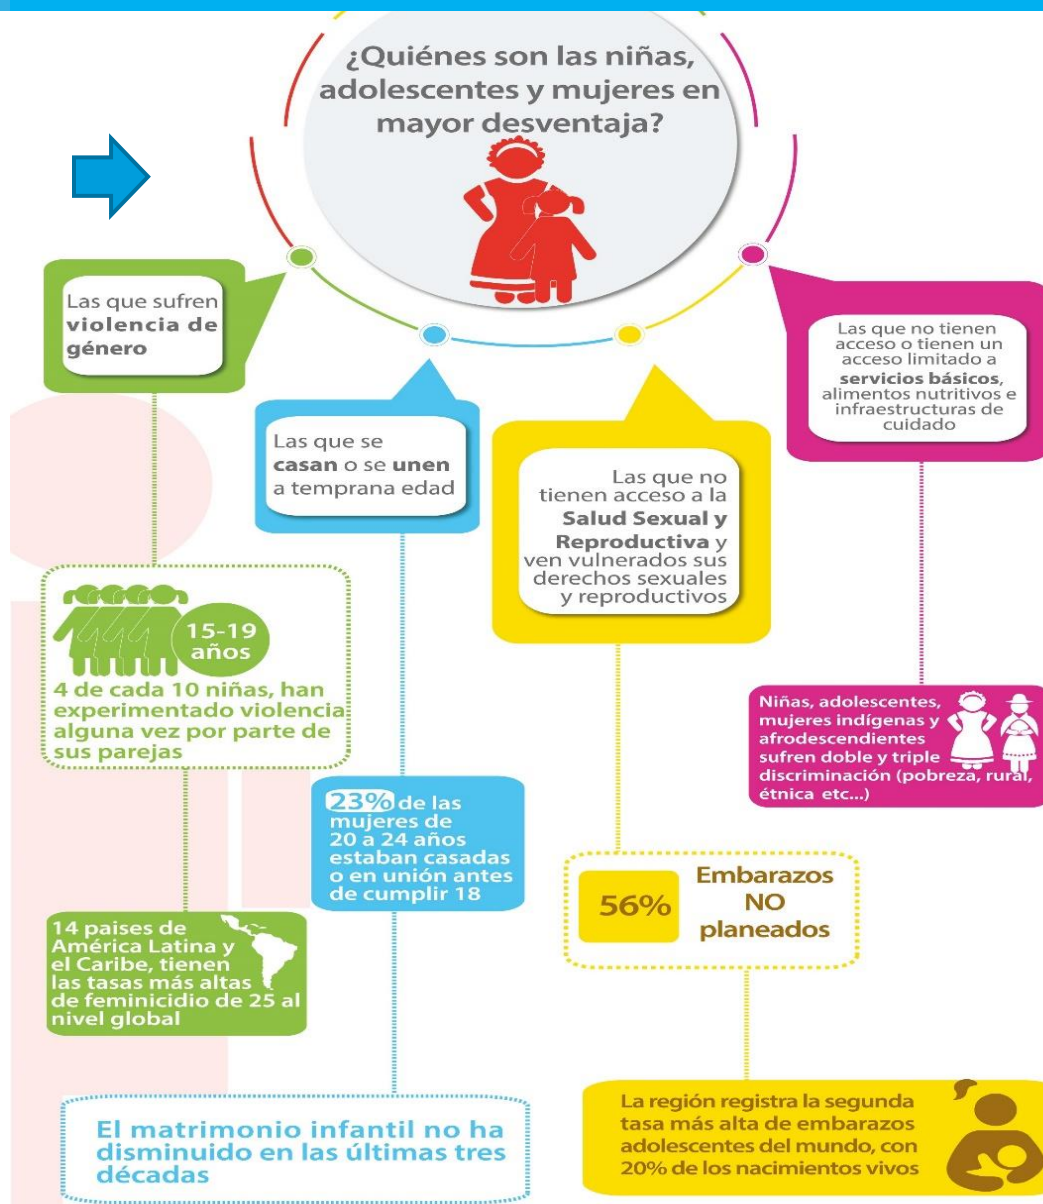 ¿Quiénes son las niñas,
adolescentes y mujeres en
mayor desventaja?
Las que sufren
violencia de
género
15-19
años
4 de cada 10 niñas, han
experimentado violencia
alguna vez por parte de
sus parejas
14 paises de
América Latina y
el Caribe, tienen
las tasas más altas
de feminicidio de 25 al
nivel global
Las que se
casan o se unen
a temprana edad
23% de las
mujeres de
20 a 24 años
estaban casadas
o en unión antes
de cumplir 18
El matrimonio infantil no ha
disminuido en las últimas tres
décadas
Las que no
tienen acceso a la
Salud Sexual y
Reproductiva y
ven vulnerados sus
derechos sexuales
y reproductivos
56%
Embarazos
NO
planeados
La región registra la segunda
tasa más alta de embarazos
adolescentes del mundo, con
20% de los nacimientos vivos
Las que no tienen
acceso o tienen un
acceso limitado a
servicios básicos,
alimentos nutritivos e
infraestructuras de
cuidado
Niñas, adolescentes,
mujeres indígenas y
afrodescendientes
sufren doble y triple
discriminación (pobreza, rural,
étnica etc...)